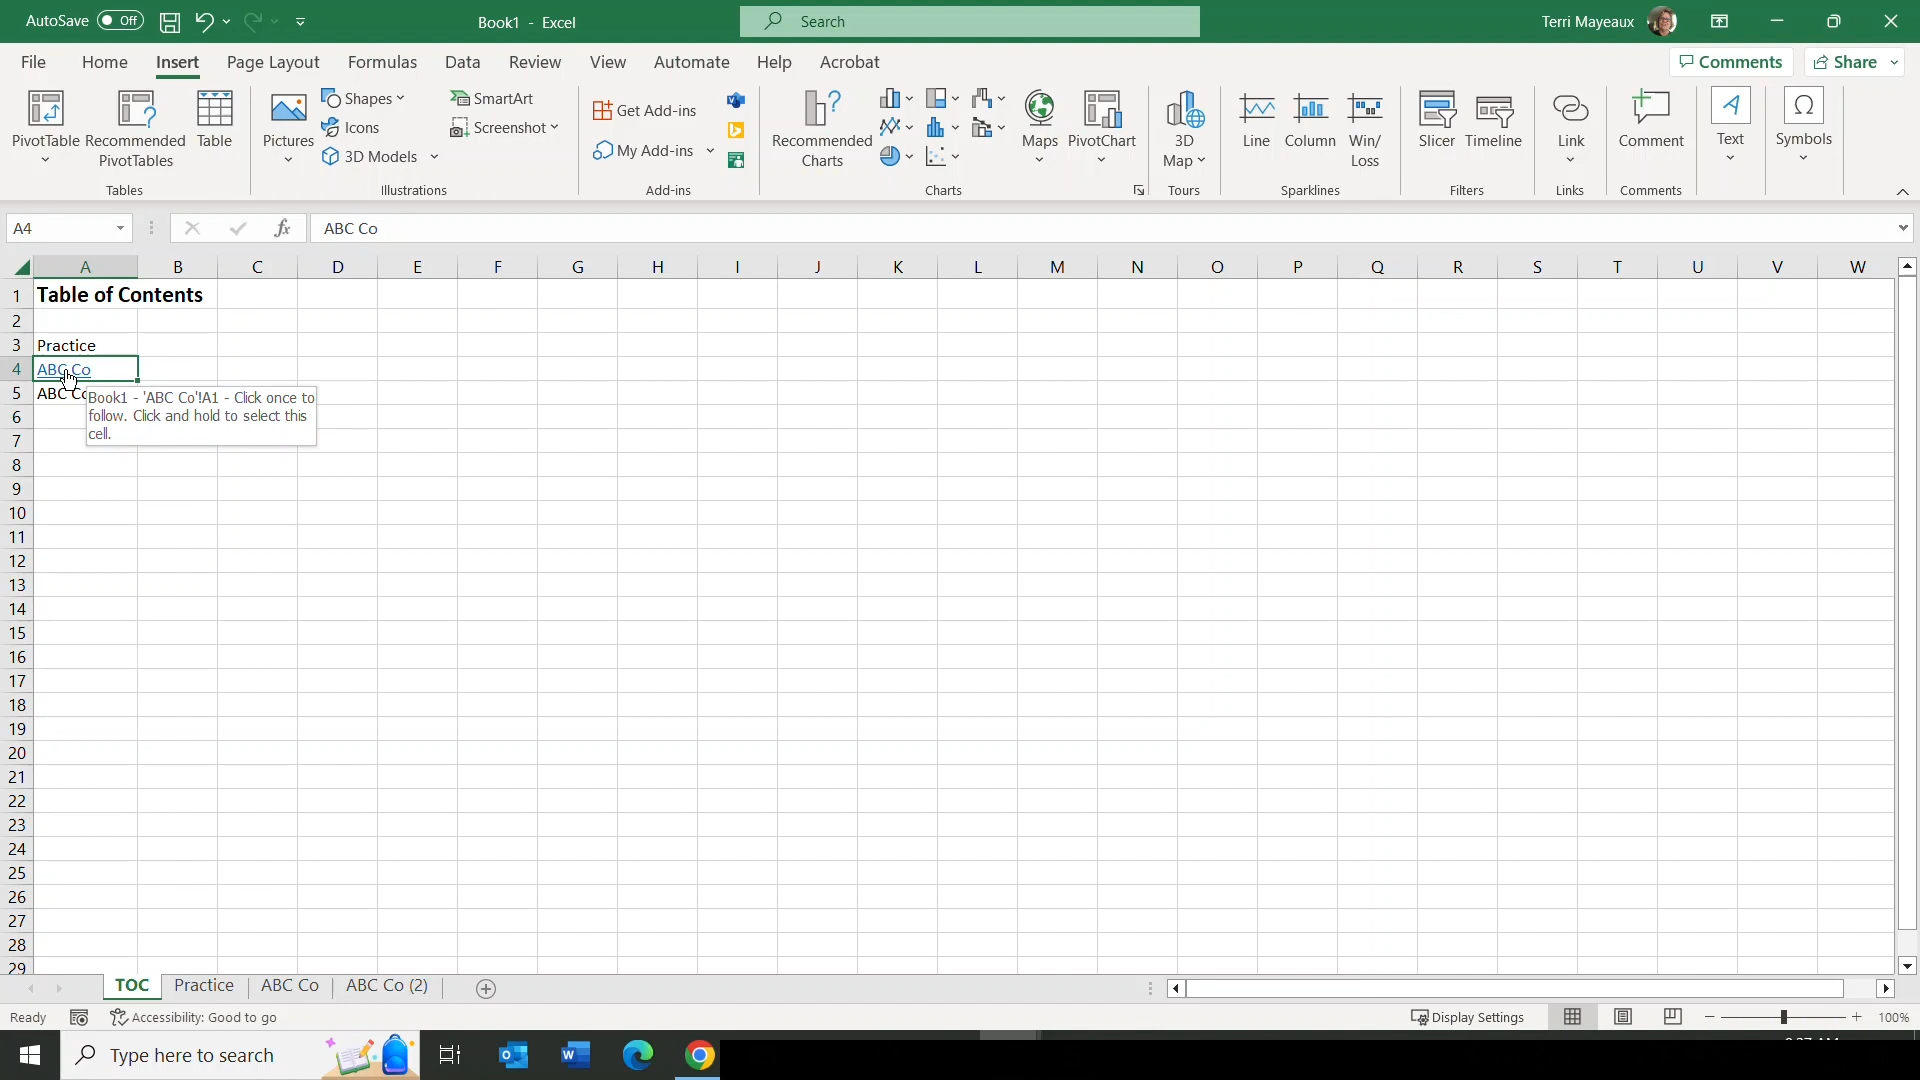 AutoSave Off
Book1 - Excel
Search
Terri Mayeaux
File Home Insert Page Layout Formulas Data Review View Automate Help Acrobat
Comments Share
PivotTable
Recommended
PivotTables
Table
Tables
Pictures
Shapes
Icons
3D Models
SmartArt
Screenshot
Illustrations
Get Add-ins
My Add-ins
Add-ins
Recommended
Charts
Maps
PivotChart
Charts
3D
Map
Tours
Line
Column
Win/
Loss
Sparklines
Slicer
Timeline
Filters
Link
Links
Comment
Comments
Text
Symbols
A4
fx
ABC Co
A B C D E F G H I J K L M N O P Q R S T U V W
1 Table of Contents
2
3 Practice
4 ABC Co
5 ABC Co
Book1 - 'ABC Co'!A1 - Click once to
follow. Click and hold to select this
cell.
6
7
8
9
10
11
12
13
14
15
16
17
18
19
20
21
22
23
24
25
26
27
28
29
TOC Practice ABC Co ABC Co (2)
Ready
Accessibility: Good to go
Display Settings
100%
Type here to search